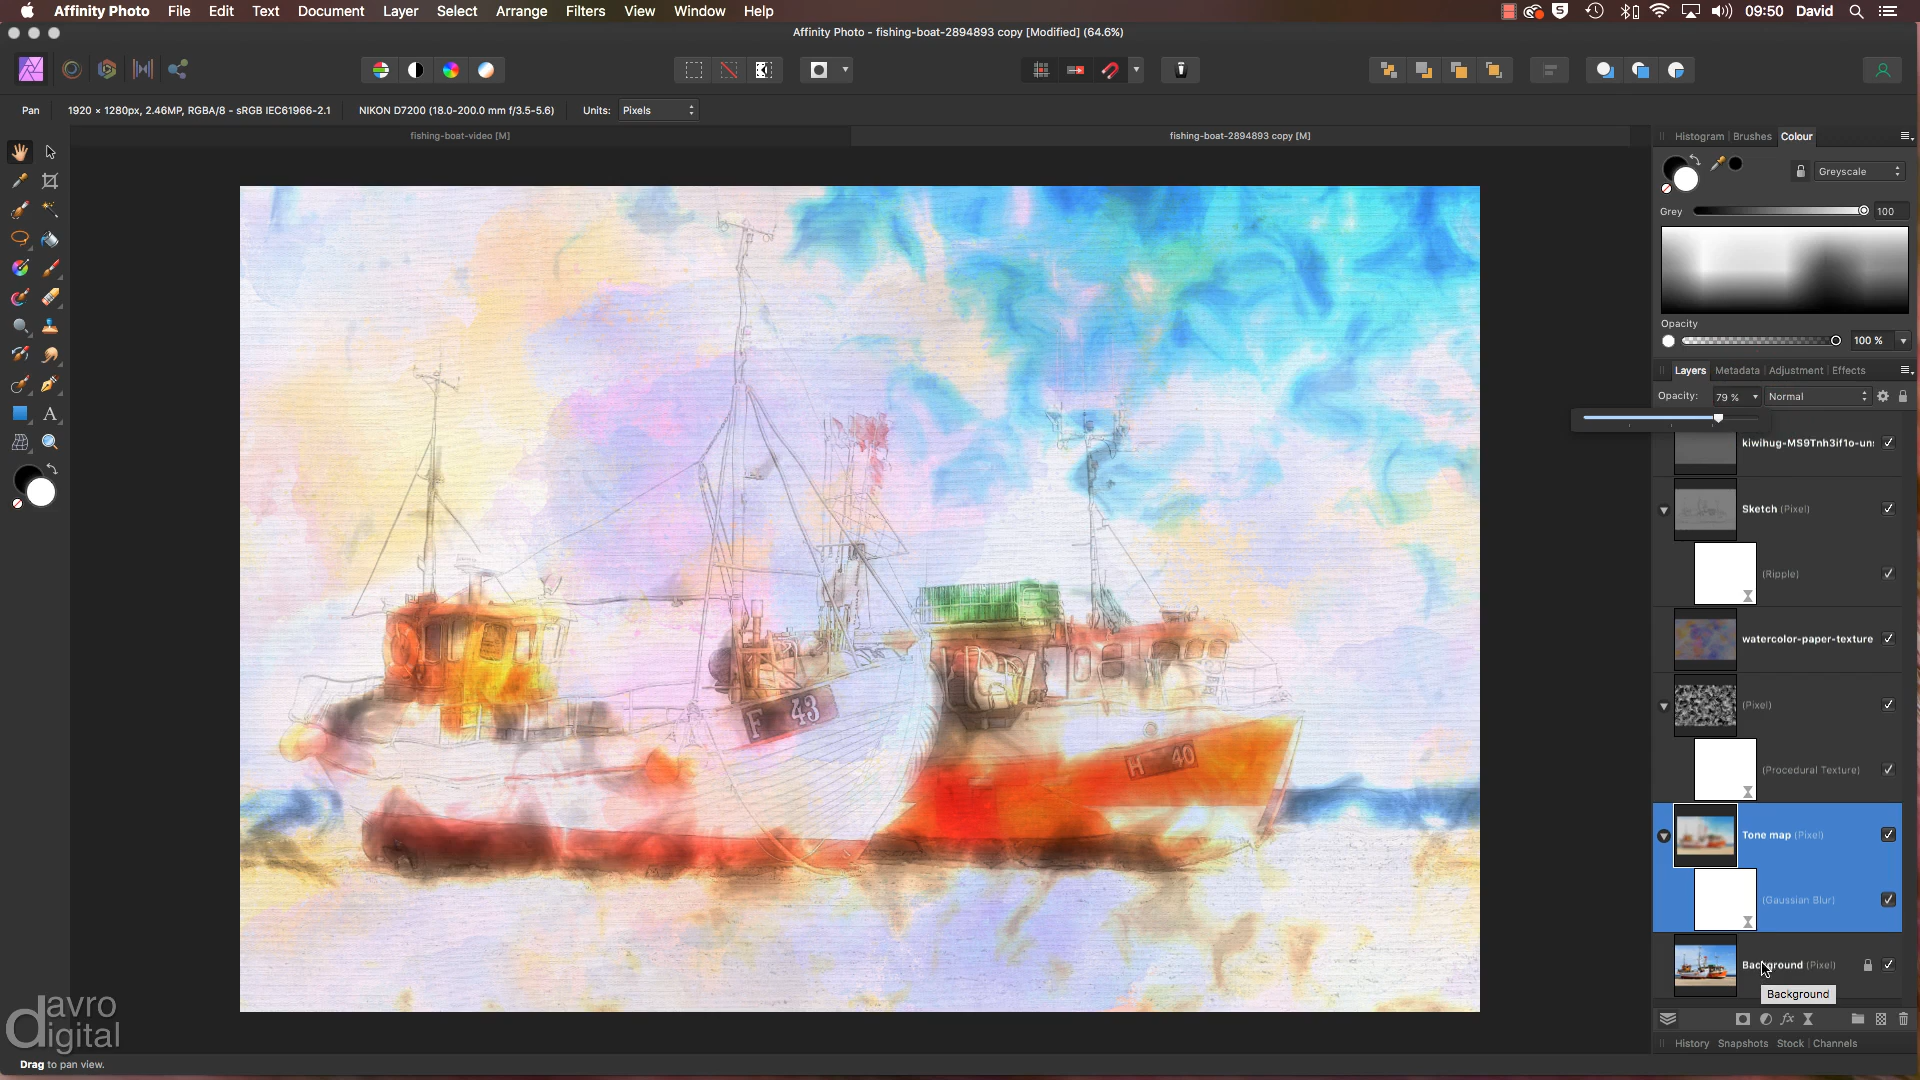 Affinity Photo File Edit Text Document Layer Select Arrange Filters View Window Help 09:50 David
Affinity Photo - fishing-boat-2894893 copy [Modified] (64.6%)
Pan 1920 × 1280px, 2.46MP, RGBA/8 - sRGB IEC61966-2.1 NIKON D7200 (18.0-200.0 mm f/3.5-5.6) Units: Pixels
fishing-boat-video [M] fishing-boat-2894893 copy [M]
Histogram Brushes Colour
Greyscale
Grey 100
Opacity
100 %
Layers Metadata Adjustment Effects
Opacity: 79 % Normal
kiwihug-MS9Tnh3if1o-un
Sketch (Pixel)
(Ripple)
watercolor-paper-texture
(Pixel)
(Procedural Texture)
Tone map (Pixel)
(Gaussian Blur)
Background (Pixel)
Background
F 43
H 40
davro
digital
History Snapshots Stock Channels
Drag to pan view.